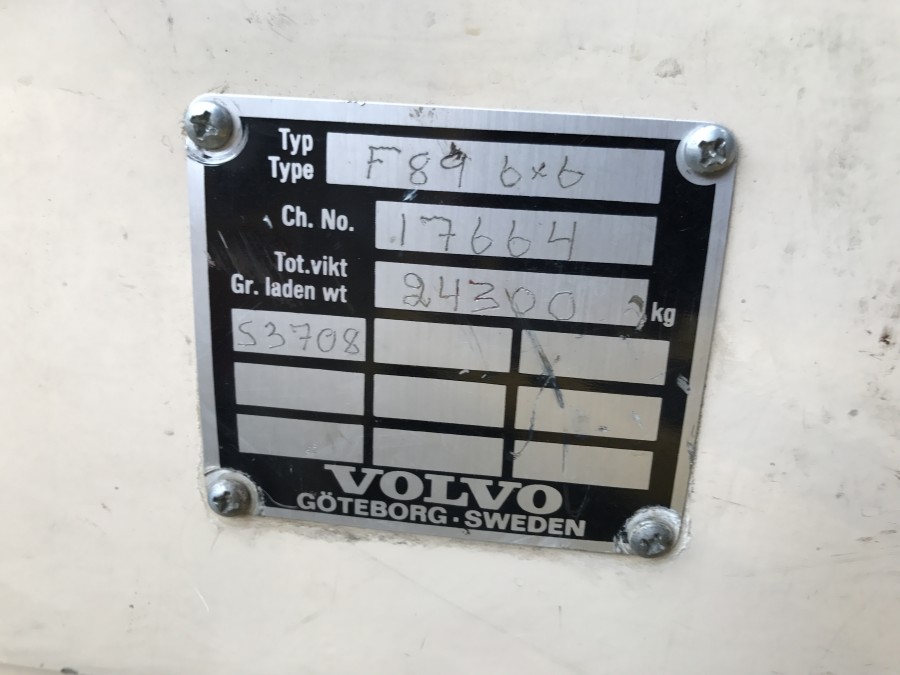 Typ
Type F89 6x6
Ch. No. 17664
Tot.vikt
Gr. laden wt 24300 kg
53708
VOLVO
GÖTEBORG · SWEDEN